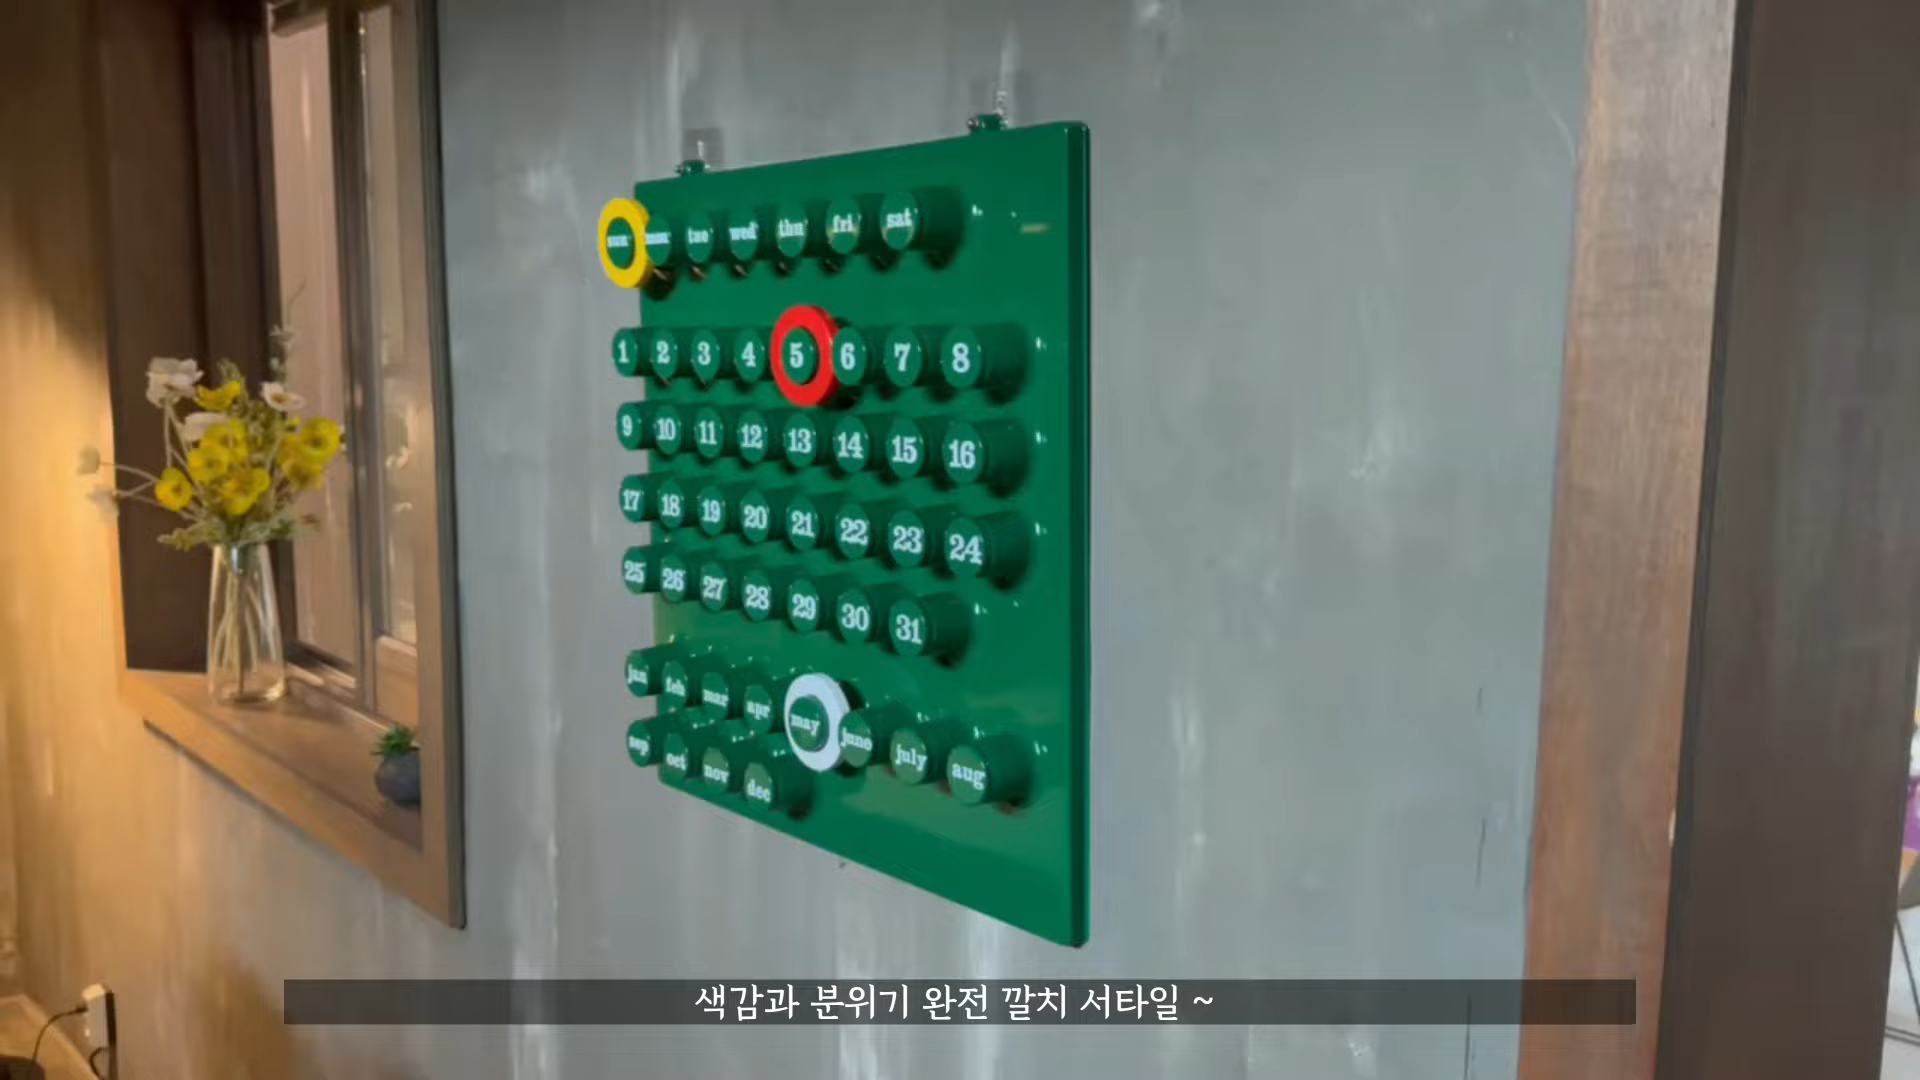 sun mon tue wed thu fri sat
1 2 3 4 5 6 7 8
9 10 11 12 13 14 15 16
17 18 19 20 21 22 23 24
25 26 27 28 29 30 31
jan feb mar apr may june july aug
sep oct nov dec
색감과 분위기 완전 깔치 서타일 ~